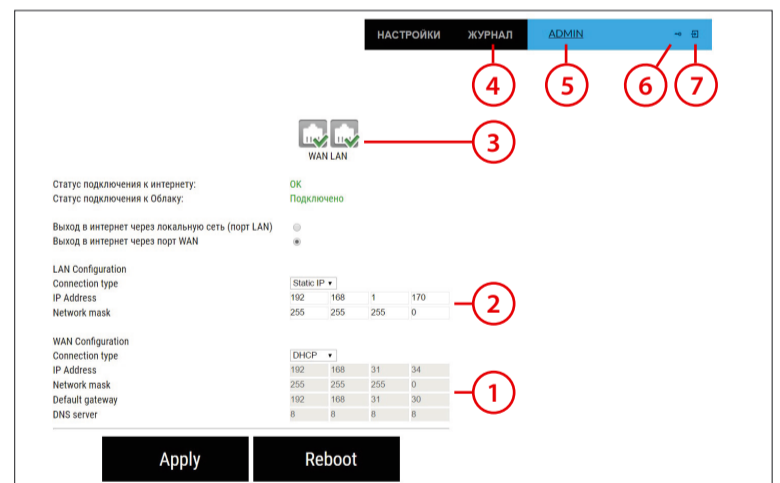 НАСТРОЙКИ ЖУРНАЛ ADMIN
4 5 6 7
3
WAN LAN
Статус подключения к интернету: OK
Статус подключения к Облаку: Подключено
Выход в интернет через локальную сеть (порт LAN)
Выход в интернет через порт WAN
LAN Configuration
Connection type Static IP
IP Address 192 168 1 170
Network mask 255 255 255 0
2
WAN Configuration
Connection type DHCP
IP Address 192 168 31 34
Network mask 255 255 255 0
Default gateway 192 168 31 30
DNS server 8 8 8 8
1
Apply Reboot